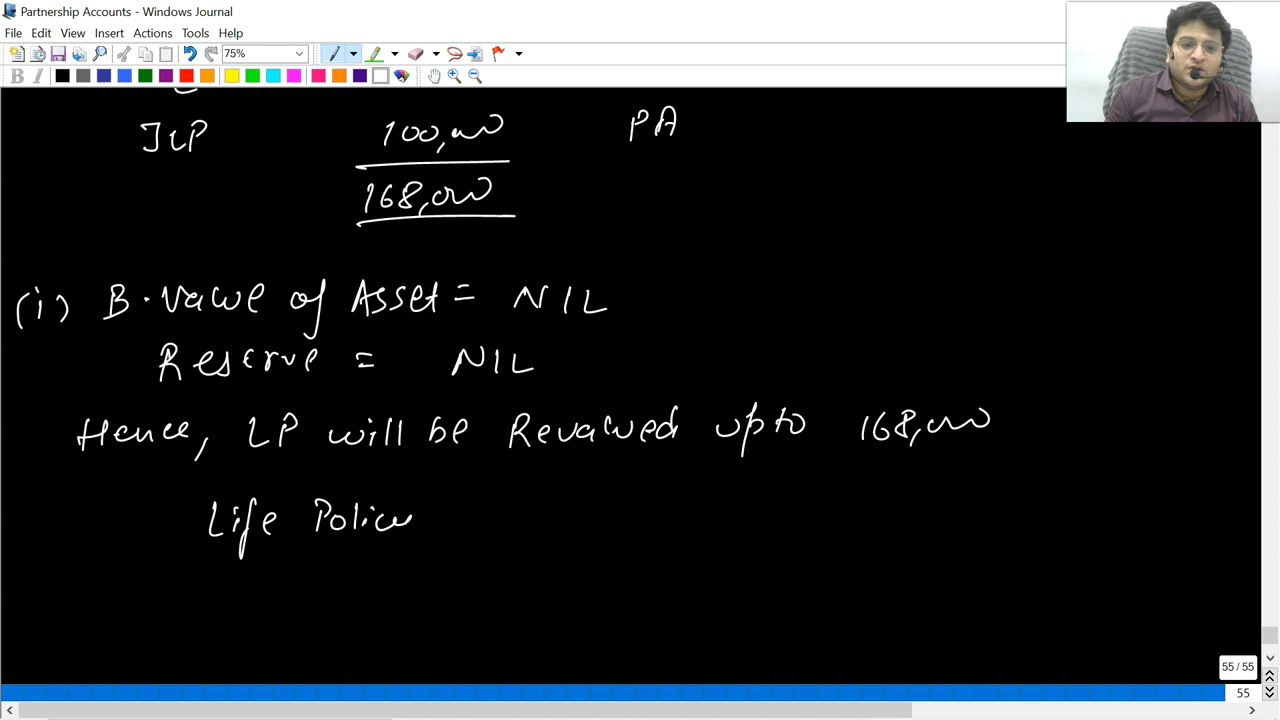 Partnership Accounts - Windows Journal
File Edit View Insert Actions Tools Help
75%
B I
JLP 100,000 PA
168,000
(i) B. Value of Asset = NIL
Reserve = NIL
Hence, LP will be Revalued upto 168,000
Life Polic
55 / 55
55